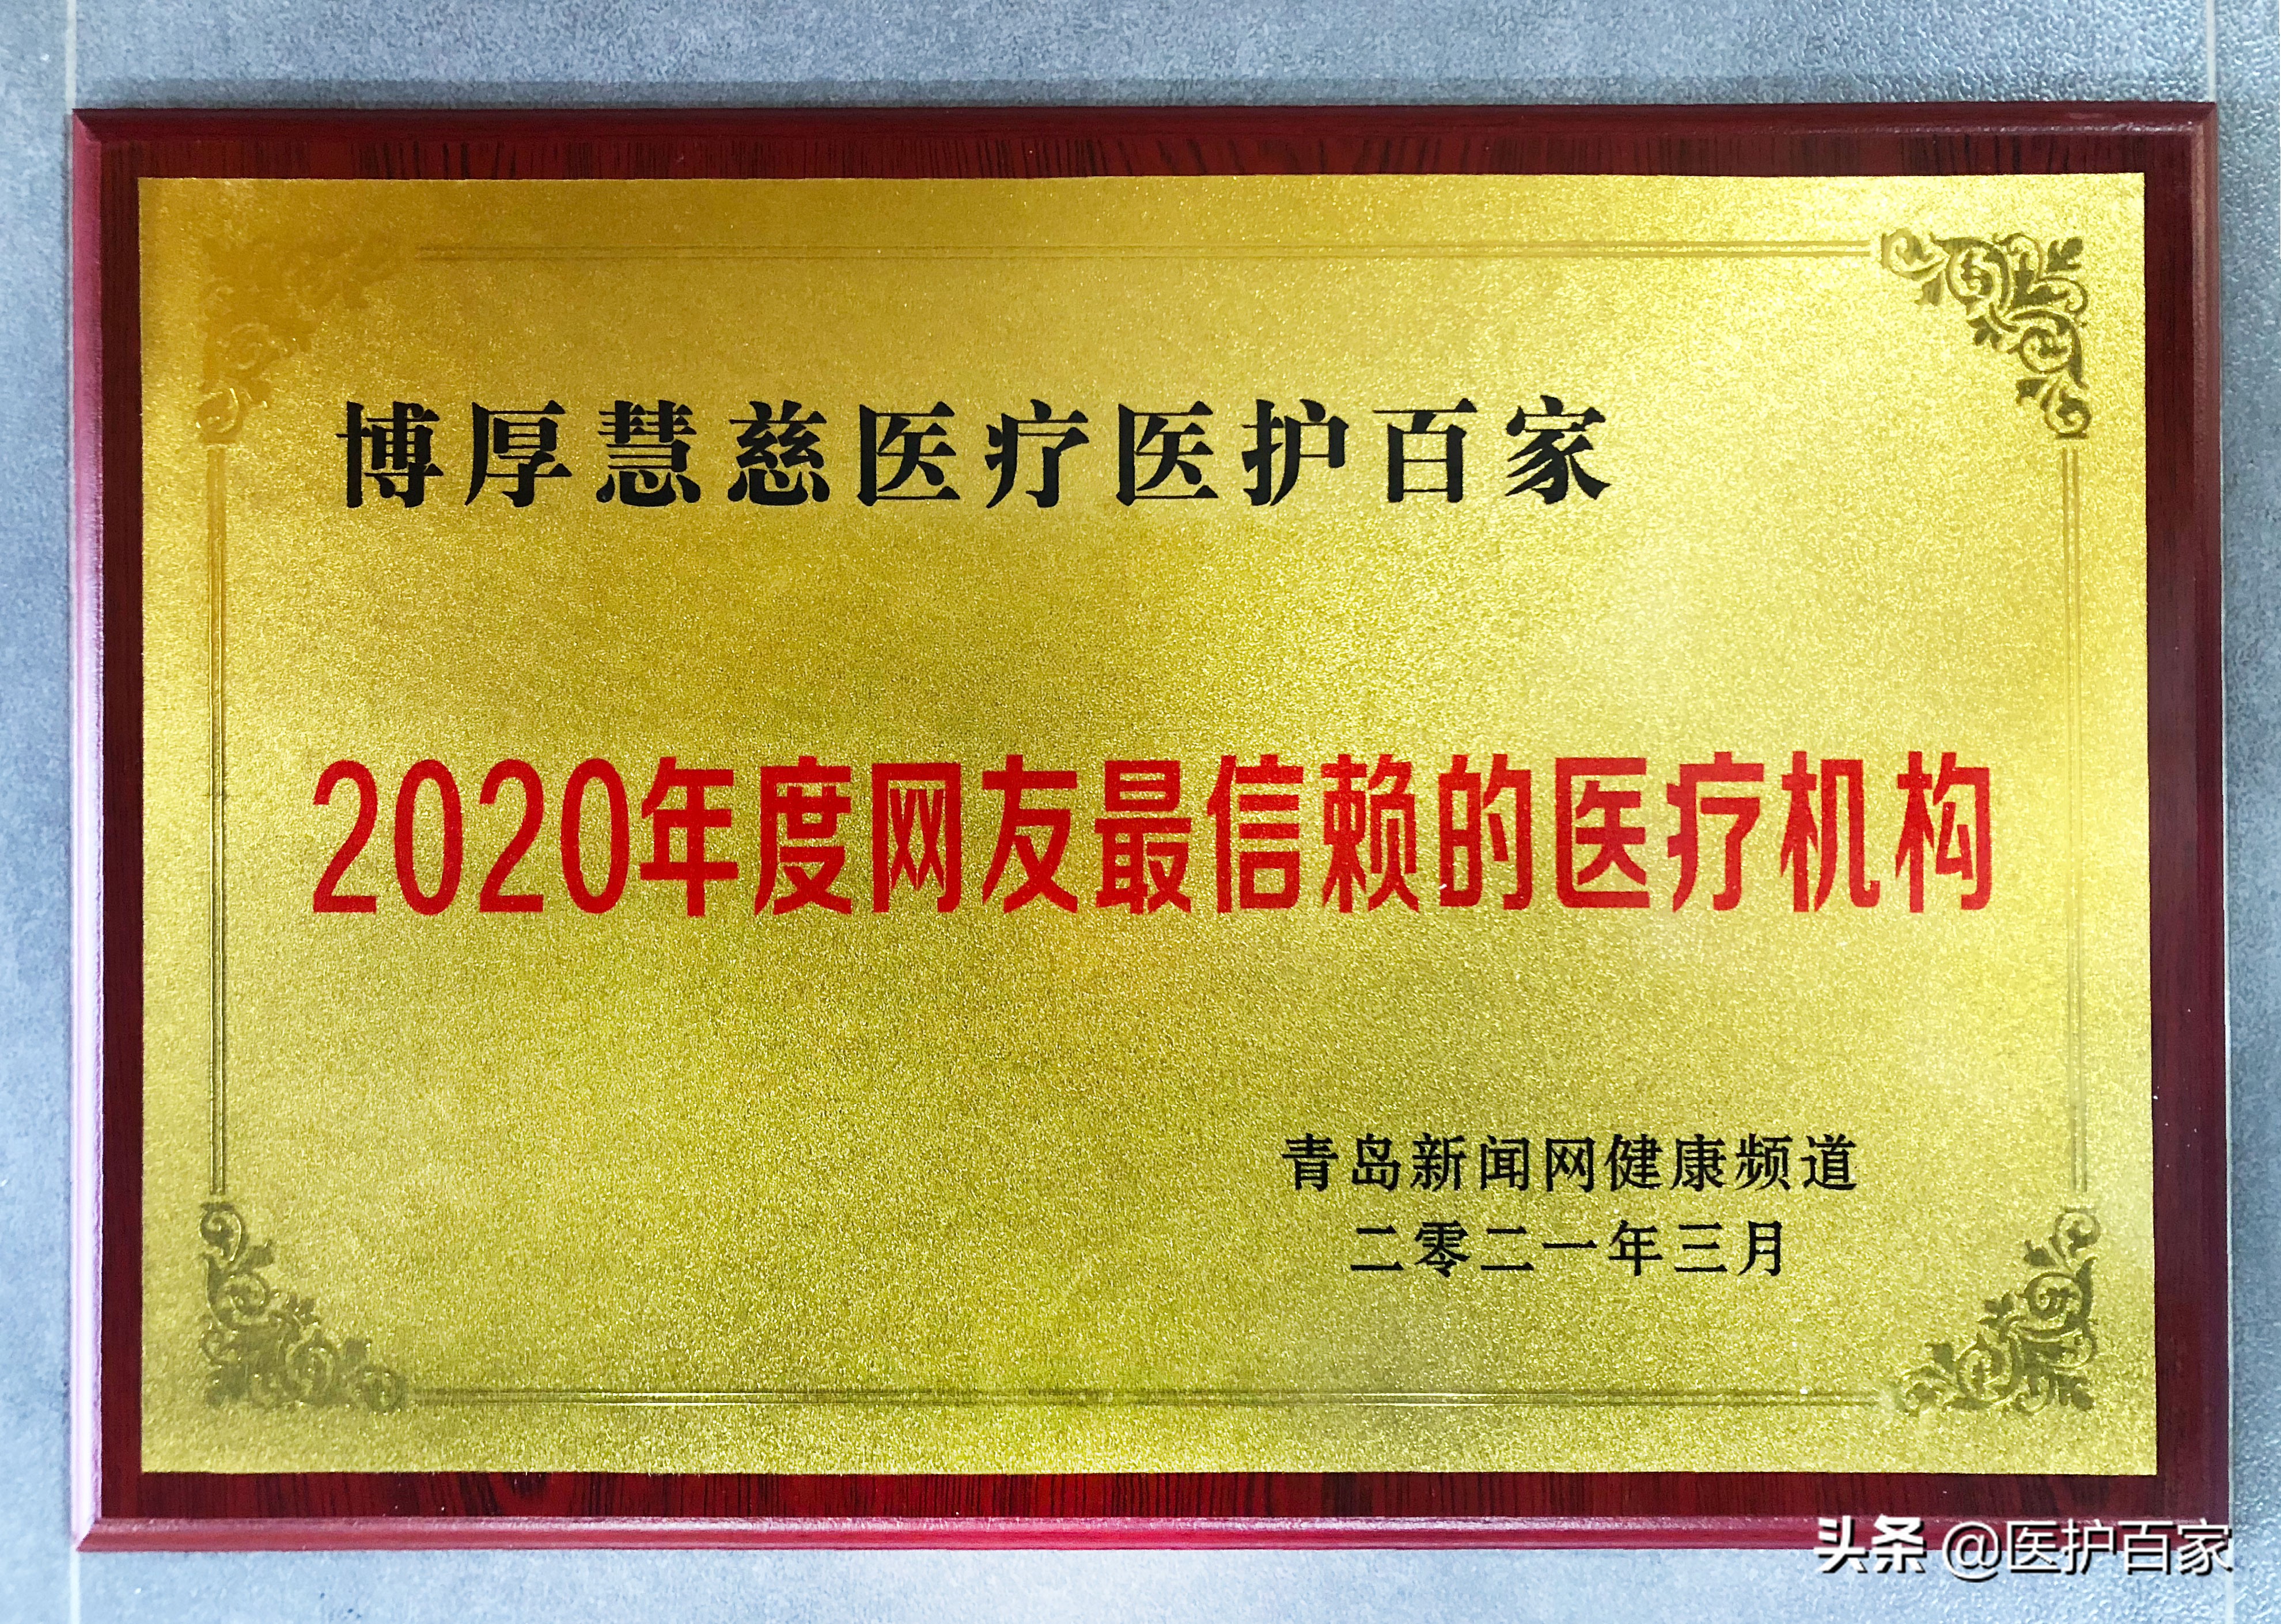 博厚慧慈医疗医护百家
2020年度网友最信赖的医疗机构
青岛新闻网健康频道
二零二一年三月
头条 @医护百家